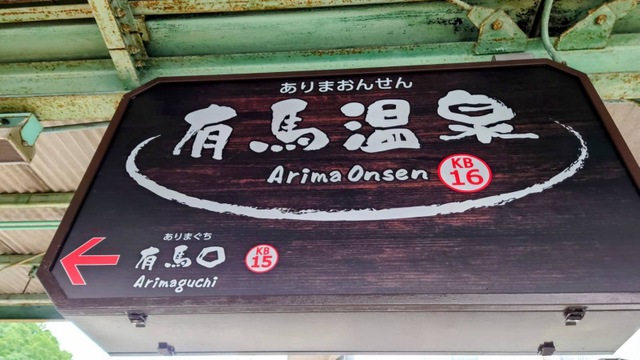 ありまおんせん
有馬温泉
Arima Onsen
KB
16
ありまぐち
有馬口
KB
15
Arimaguchi